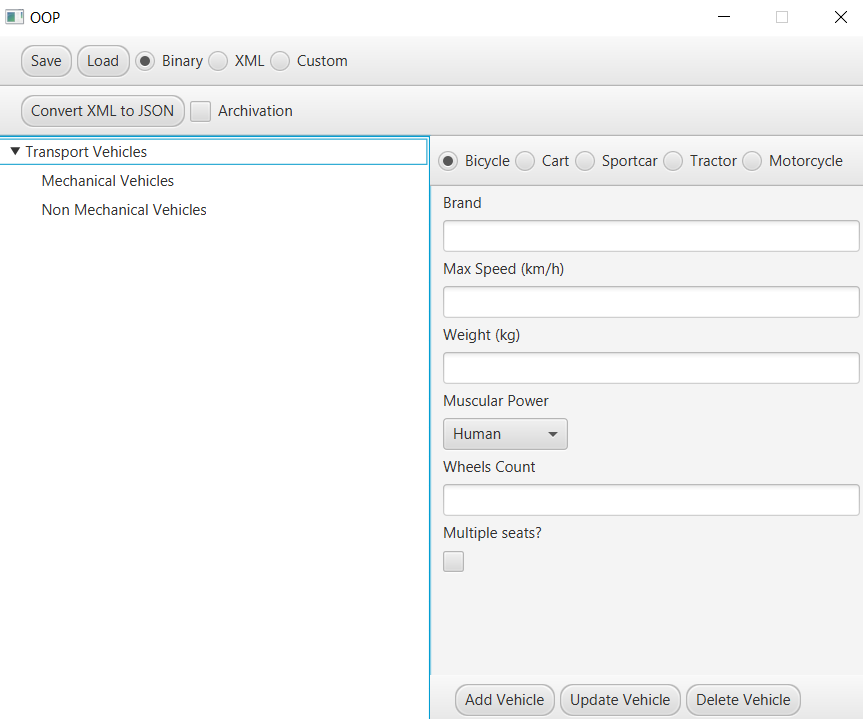 OOP
Save Load Binary XML Custom
Convert XML to JSON Archivation
Transport Vehicles
Mechanical Vehicles
Non Mechanical Vehicles
Bicycle Cart Sportcar Tractor Motorcycle
Brand
Max Speed (km/h)
Weight (kg)
Muscular Power
Human
Wheels Count
Multiple seats?
Add Vehicle Update Vehicle Delete Vehicle